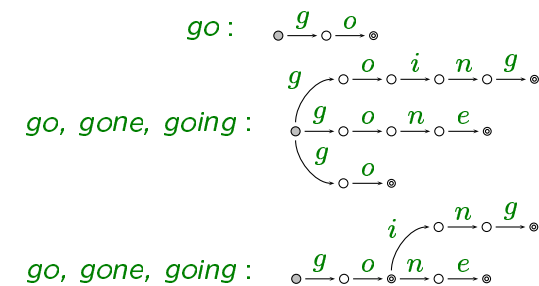 go : g o
g o i n g
go, gone, going : g o n e
g o
i n g
go, gone, going : g o n e